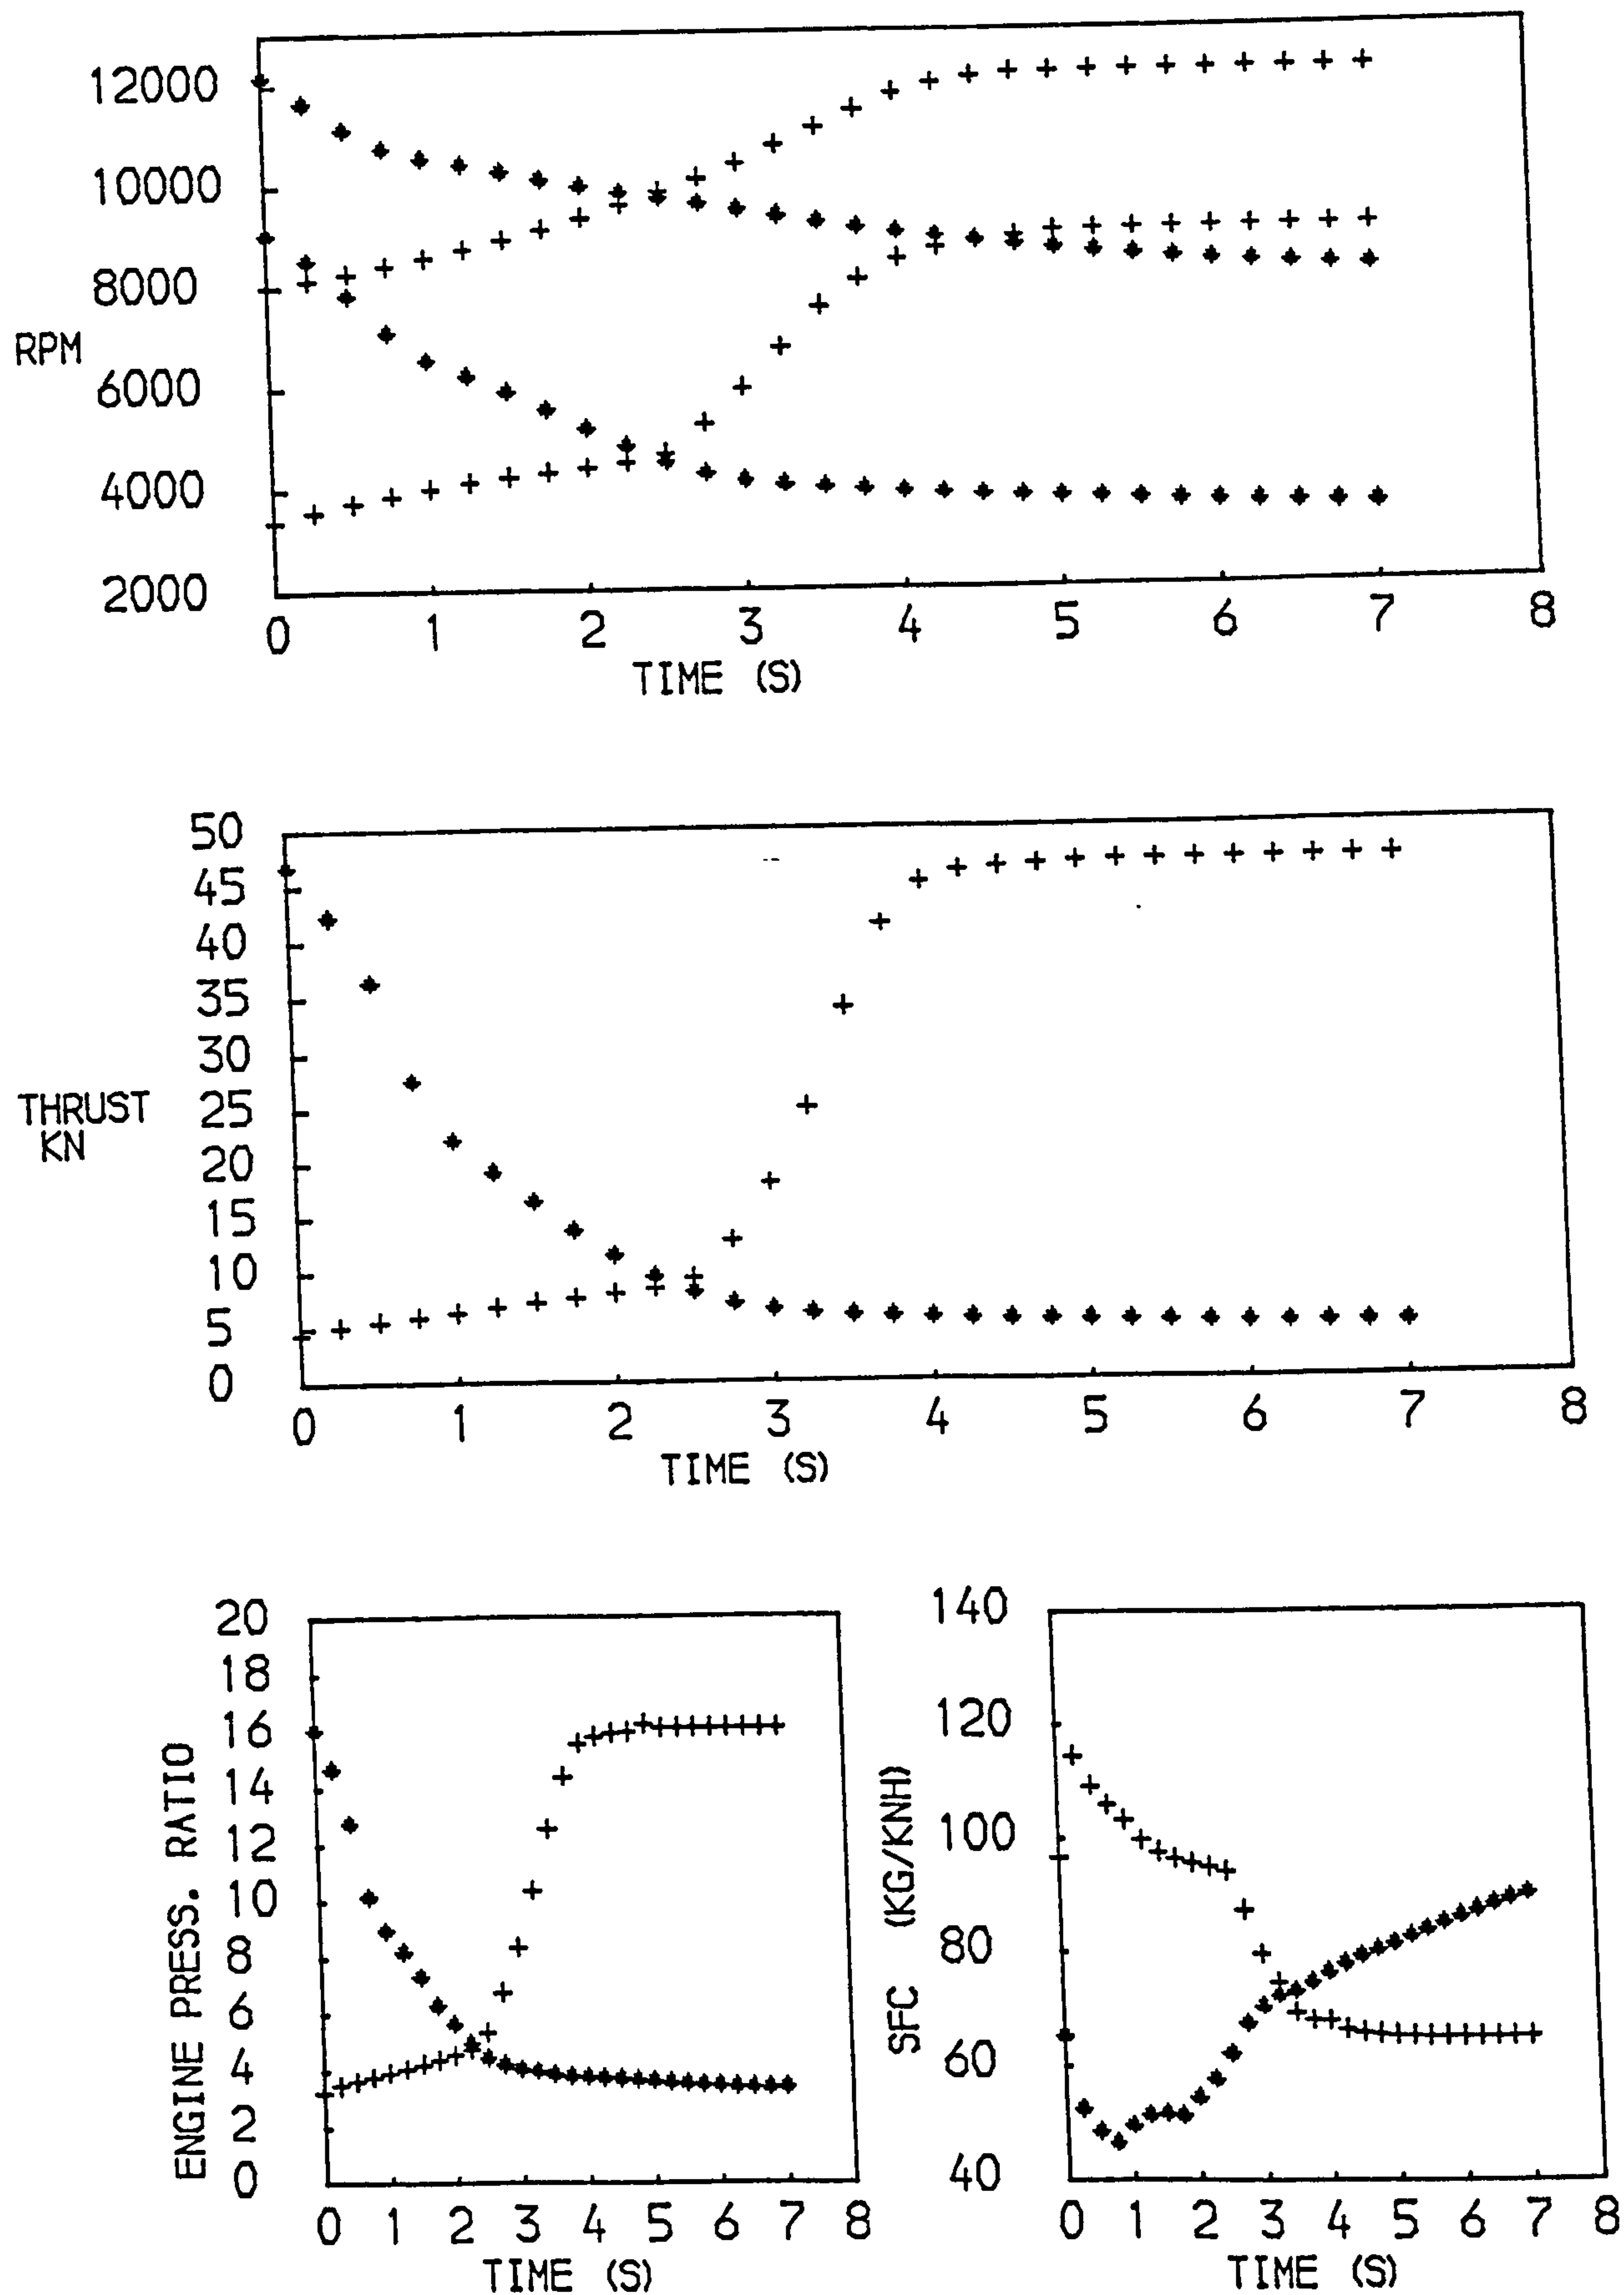 12000
10000
8000
RPM
6000
4000
2000
0 1 2 3 4 5 6 7 8
TIME (S)
50
45
40
35
30
THRUST
KN
25
20
15
10
5
0
0 1 2 3 4 5 6 7 8
TIME (S)
20
18
16
14
12
10
8
6
4
2
0
ENGINE PRESS. RATIO
0 1 2 3 4 5 6 7 8
TIME (S)
140
120
100
80
60
40
SFC (KG/KNH)
0 1 2 3 4 5 6 7 8
TIME (S)